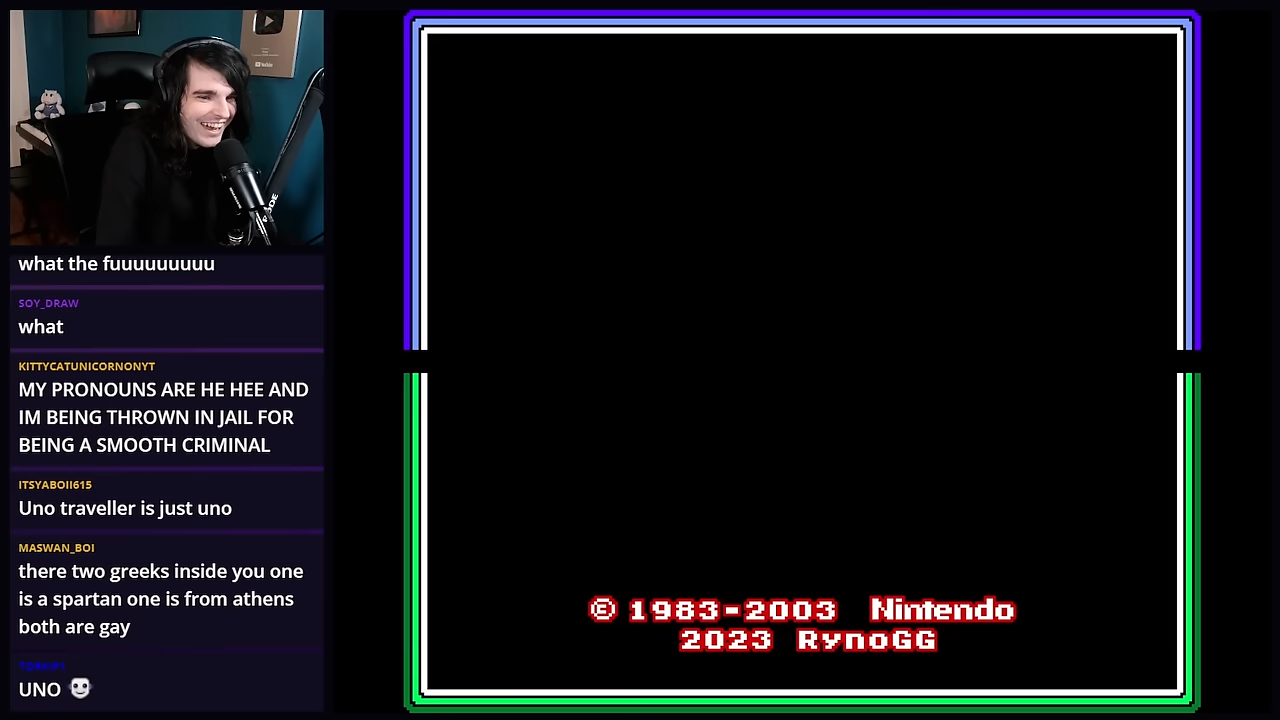 what the fuuuuuuuuu
SOY_DRAW
what
KITTYCATUNICORNONYT
MY PRONOUNS ARE HE HEE AND
IM BEING THROWN IN JAIL FOR
BEING A SMOOTH CRIMINAL
ITSYABOII615
Uno traveller is just uno
MASWAN_BOI
there two greeks inside you one
is a spartan one is from athens
both are gay
UNO
© 1983-2003 Nintendo
2023 RynoGG